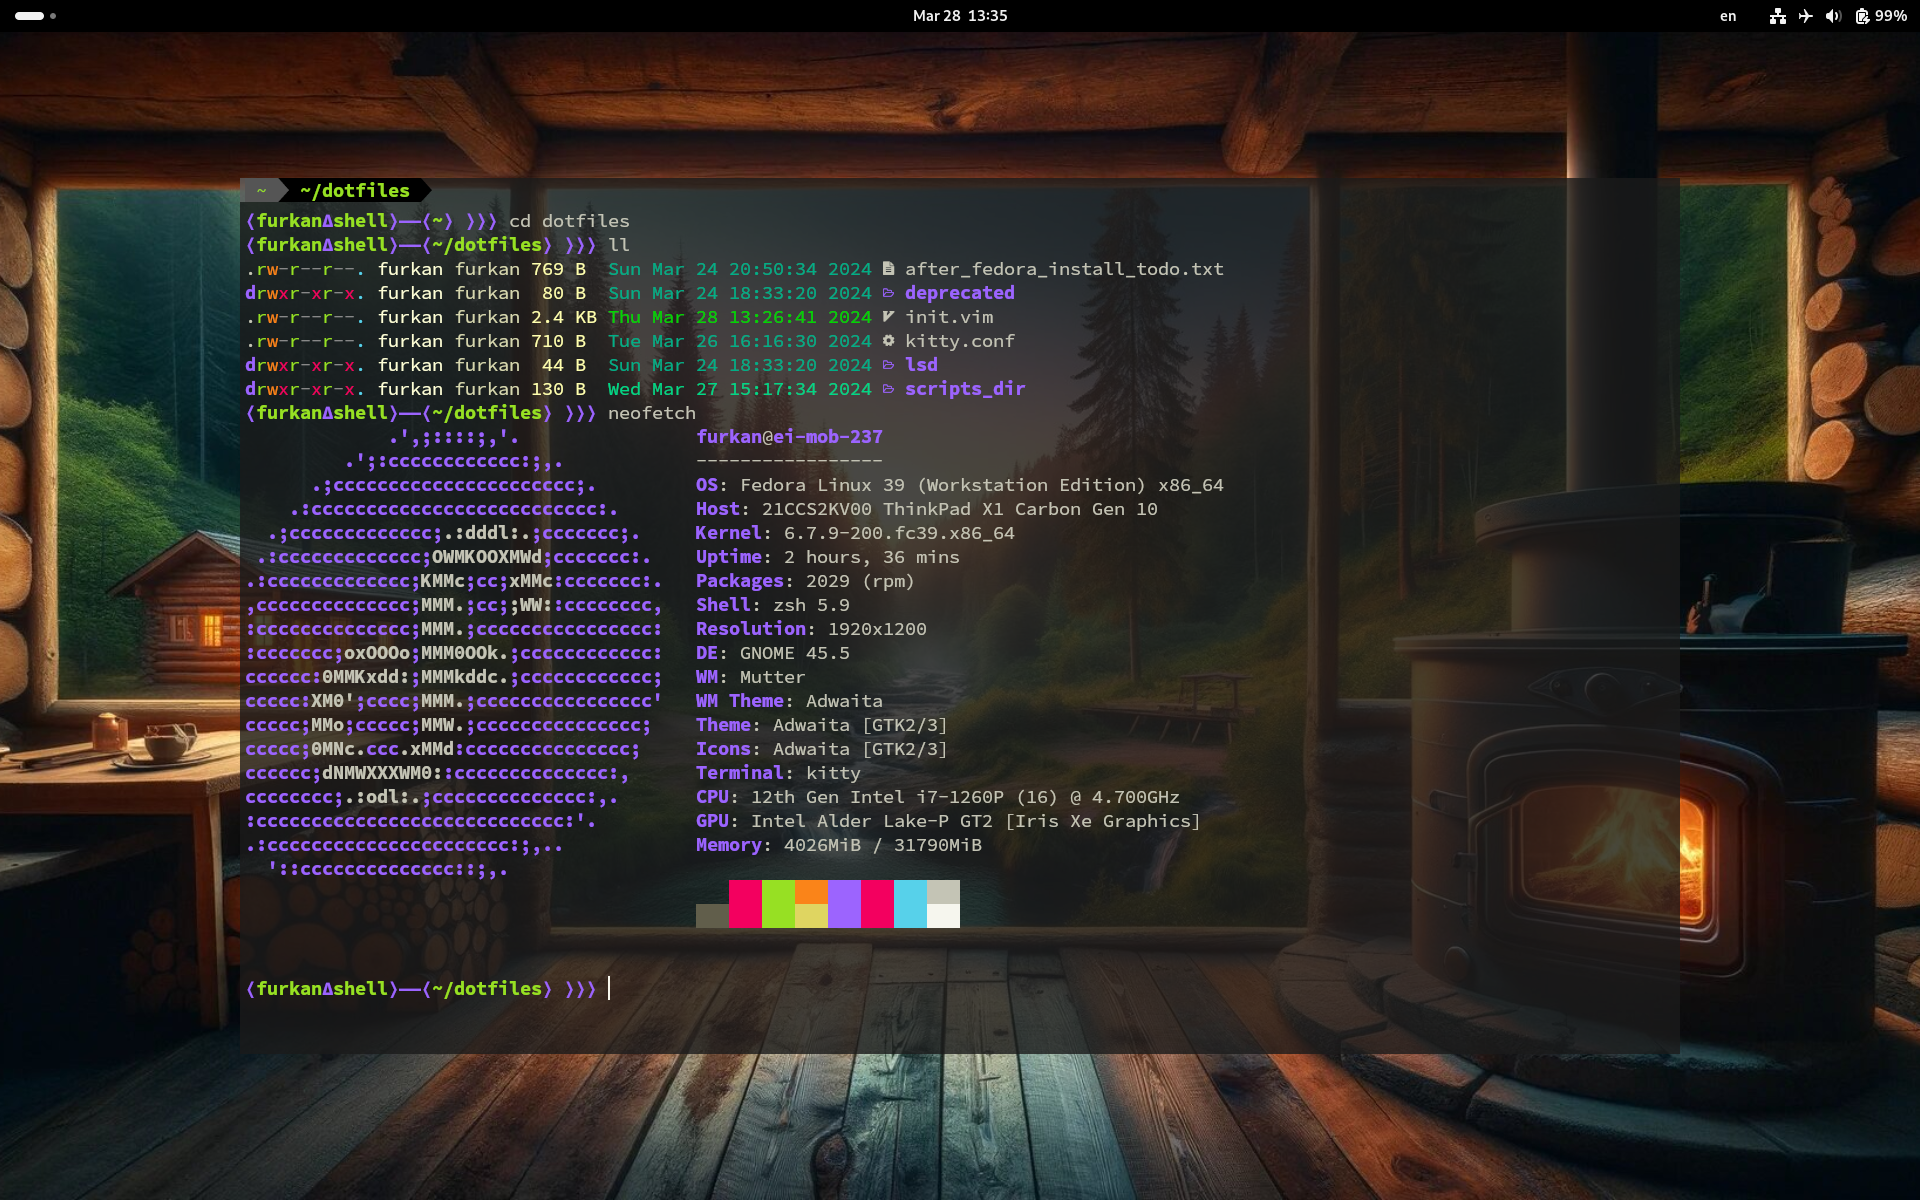 Mar 28 13:35
en 99%
~ ~/dotfiles
⟨furkanΔshell⟩——⟨~⟩ ⟩⟩⟩ cd dotfiles
⟨furkanΔshell⟩——⟨~/dotfiles⟩ ⟩⟩⟩ ll
.rw-r--r--. furkan furkan 769 B  Sun Mar 24 20:50:34 2024 after_fedora_install_todo.txt
drwxr-xr-x. furkan furkan  80 B  Sun Mar 24 18:33:20 2024 deprecated
.rw-r--r--. furkan furkan 2.4 KB Thu Mar 28 13:26:41 2024 init.vim
.rw-r--r--. furkan furkan 710 B  Tue Mar 26 16:16:30 2024 kitty.conf
drwxr-xr-x. furkan furkan  44 B  Sun Mar 24 18:33:20 2024 lsd
drwxr-xr-x. furkan furkan 130 B  Wed Mar 27 15:17:34 2024 scripts_dir
⟨furkanΔshell⟩——⟨~/dotfiles⟩ ⟩⟩⟩ neofetch
             .',;::::;,'.                furkan@ei-mob-237
         .';:cccccccccccc:;,.            -----------------
      .;cccccccccccccccccccccc;.         OS: Fedora Linux 39 (Workstation Edition) x86_64
    .:cccccccccccccccccccccccccc:.       Host: 21CCS2KV00 ThinkPad X1 Carbon Gen 10
  .;ccccccccccccc;.:dddl:.;ccccccc;.     Kernel: 6.7.9-200.fc39.x86_64
 .:ccccccccccccc;OWMKOOXMWd;ccccccc:.    Uptime: 2 hours, 36 mins
.:ccccccccccccc;KMMc;cc;xMMc:ccccccc:.   Packages: 2029 (rpm)
,cccccccccccccc;MMM.;cc;;WW::cccccccc,   Shell: zsh 5.9
:cccccccccccccc;MMM.;cccccccccccccccc:   Resolution: 1920x1200
:ccccccc;oxOOOo;MMM0OOk.;cccccccccccc:   DE: GNOME 45.5
cccccc:0MMKxdd:;MMMkddc.;cccccccccccc;   WM: Mutter
ccccc:XM0';cccc;MMM.;cccccccccccccccc'   WM Theme: Adwaita
ccccc;MMo;ccccc;MMW.;ccccccccccccccc;    Theme: Adwaita [GTK2/3]
ccccc;0MNc.ccc.xMMd:ccccccccccccccc;     Icons: Adwaita [GTK2/3]
cccccc;dNMWXXXWM0::cccccccccccccc:,      Terminal: kitty
cccccccc;.:odl:.;cccccccccccccc:,.       CPU: 12th Gen Intel i7-1260P (16) @ 4.700GHz
:cccccccccccccccccccccccccccc:'.         GPU: Intel Alder Lake-P GT2 [Iris Xe Graphics]
.:cccccccccccccccccccccc:;,..            Memory: 4026MiB / 31790MiB
  '::cccccccccccccc::;,.
⟨furkanΔshell⟩——⟨~/dotfiles⟩ ⟩⟩⟩